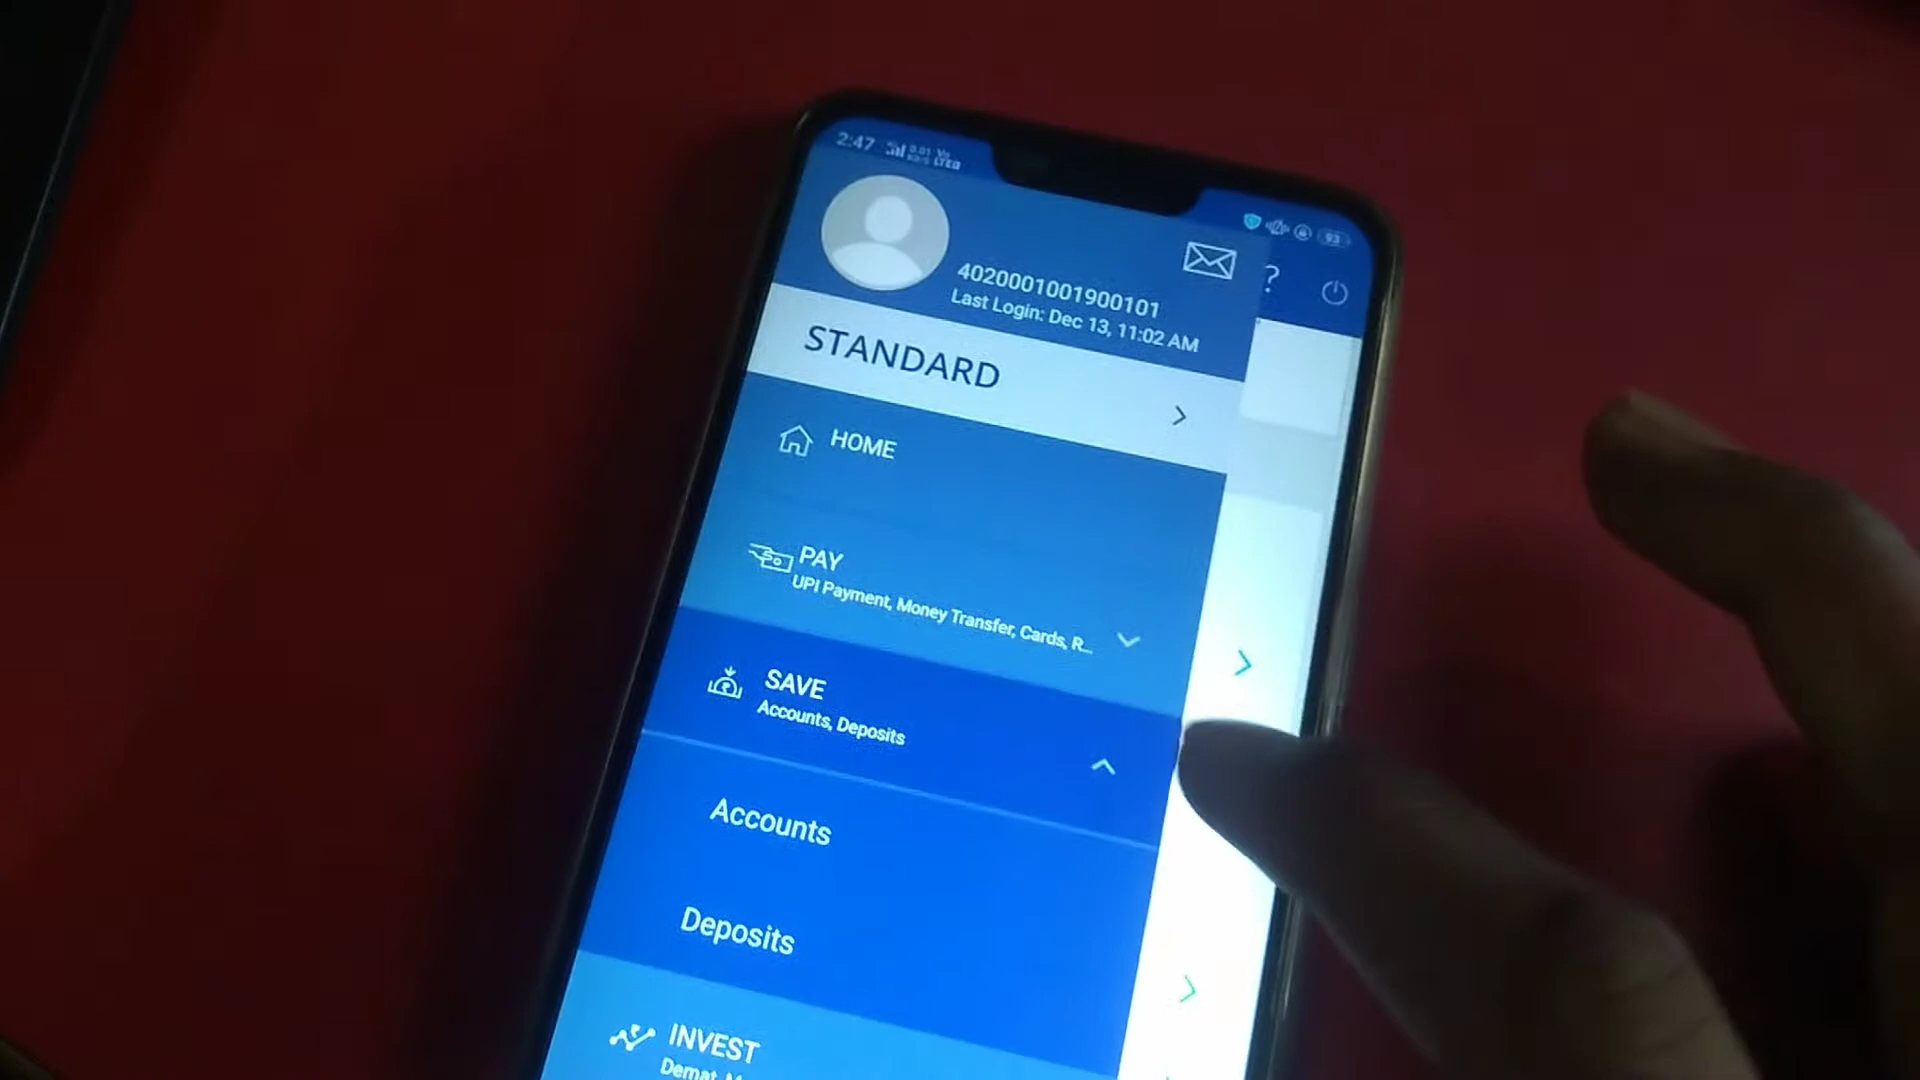 2:47
93
?
4020001001900101
Last Login: Dec 13, 11:02 AM
STANDARD
HOME
PAY
UPI Payment, Money Transfer, Cards, R...
SAVE
Accounts, Deposits
Accounts
Deposits
INVEST
Demat,